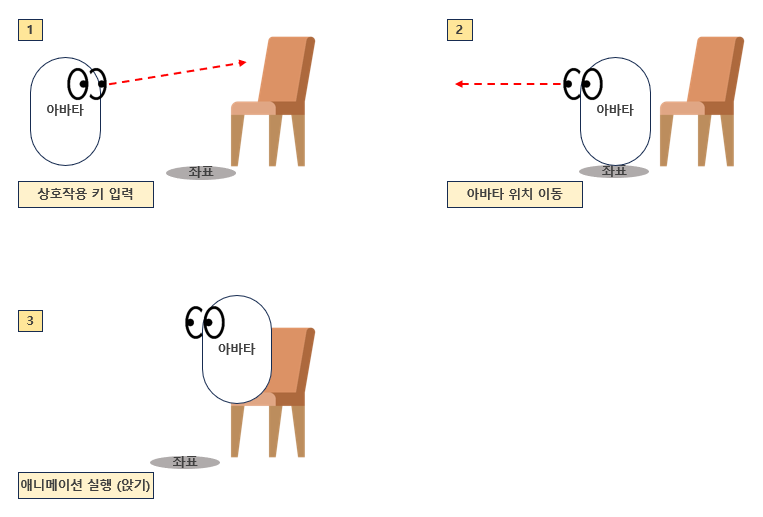 1
아바타
좌표
상호작용 키 입력
2
아바타
좌표
아바타 위치 이동
3
아바타
좌표
애니메이션 실행 (앉기)